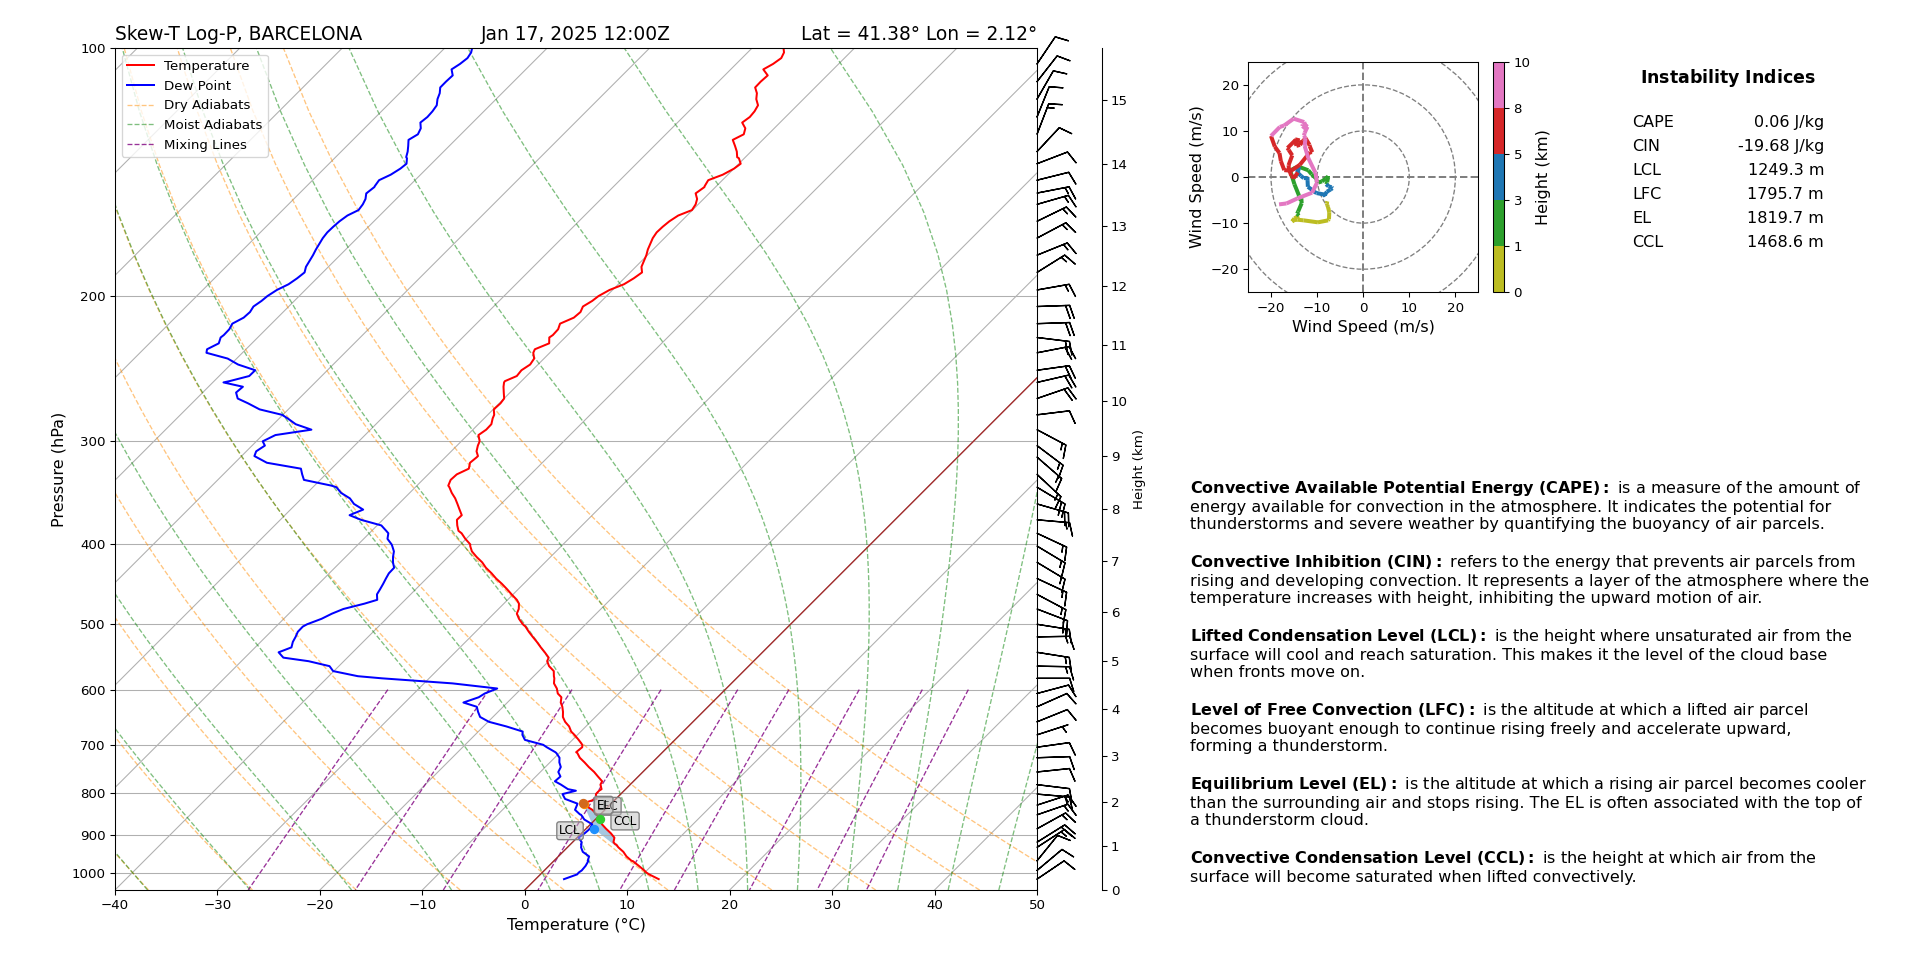 Skew-T Log-P, BARCELONA Jan 17, 2025 12:00Z Lat = 41.38° Lon = 2.12°
Temperature
Dew Point
Dry Adiabats
Moist Adiabats
Mixing Lines
100
200
300
400
500
600
700
800
900
1000
Pressure (hPa)
−40 −30 −20 −10 0 10 20 30 40 50
Temperature (°C)
LCL
CCL
EL
15
14
13
12
11
10
9
8
7
6
5
4
3
2
1
0
Height (km)
20
10
0
−10
−20
Wind Speed (m/s)
−20 −10 0 10 20
Wind Speed (m/s)
10
8
5
3
1
0
Height (km)
Instability Indices
CAPE 0.06 J/kg
CIN -19.68 J/kg
LCL 1249.3 m
LFC 1795.7 m
EL 1819.7 m
CCL 1468.6 m
Convective Available Potential Energy (CAPE): is a measure of the amount of
energy available for convection in the atmosphere. It indicates the potential for
thunderstorms and severe weather by quantifying the buoyancy of air parcels.
Convective Inhibition (CIN): refers to the energy that prevents air parcels from
rising and developing convection. It represents a layer of the atmosphere where the
temperature increases with height, inhibiting the upward motion of air.
Lifted Condensation Level (LCL): is the height where unsaturated air from the
surface will cool and reach saturation. This makes it the level of the cloud base
when fronts move on.
Level of Free Convection (LFC): is the altitude at which a lifted air parcel
becomes buoyant enough to continue rising freely and accelerate upward,
forming a thunderstorm.
Equilibrium Level (EL): is the altitude at which a rising air parcel becomes cooler
than the surrounding air and stops rising. The EL is often associated with the top of
a thunderstorm cloud.
Convective Condensation Level (CCL): is the height at which air from the
surface will become saturated when lifted convectively.